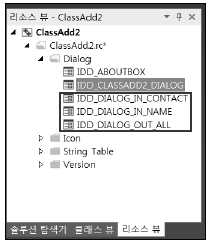 리소스 뷰 - ClassAdd2
ClassAdd2
ClassAdd2.rc*
Dialog
IDD_ABOUTBOX
IDD_CLASSADD2_DIALOG
IDD_DIALOG_IN_CONTACT
IDD_DIALOG_IN_NAME
IDD_DIALOG_OUT_ALL
Icon
String Table
Version
솔루션 탐색기 클래스 뷰 리소스 뷰